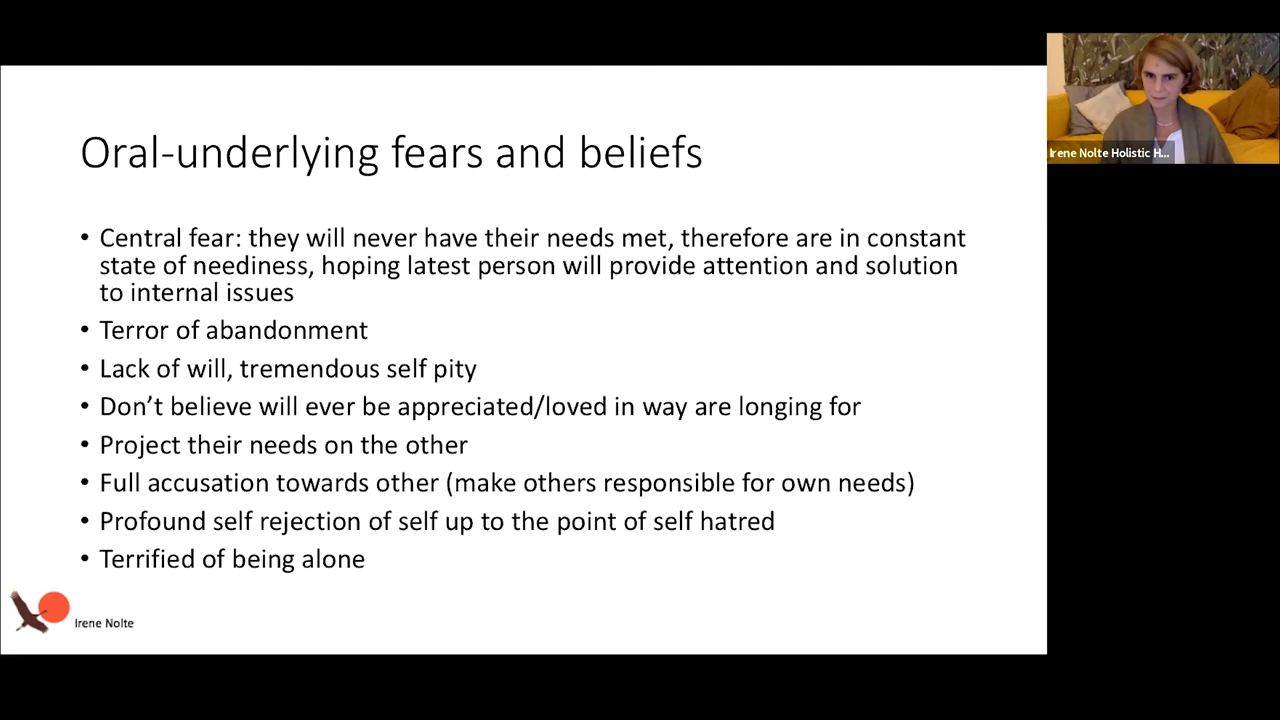 Oral-underlying fears and beliefs
• Central fear: they will never have their needs met, therefore are in constant
state of neediness, hoping latest person will provide attention and solution
to internal issues
• Terror of abandonment
• Lack of will, tremendous self pity
• Don’t believe will ever be appreciated/loved in way are longing for
• Project their needs on the other
• Full accusation towards other (make others responsible for own needs)
• Profound self rejection of self up to the point of self hatred
• Terrified of being alone
Irene Nolte
Irene Nolte Holistic H...